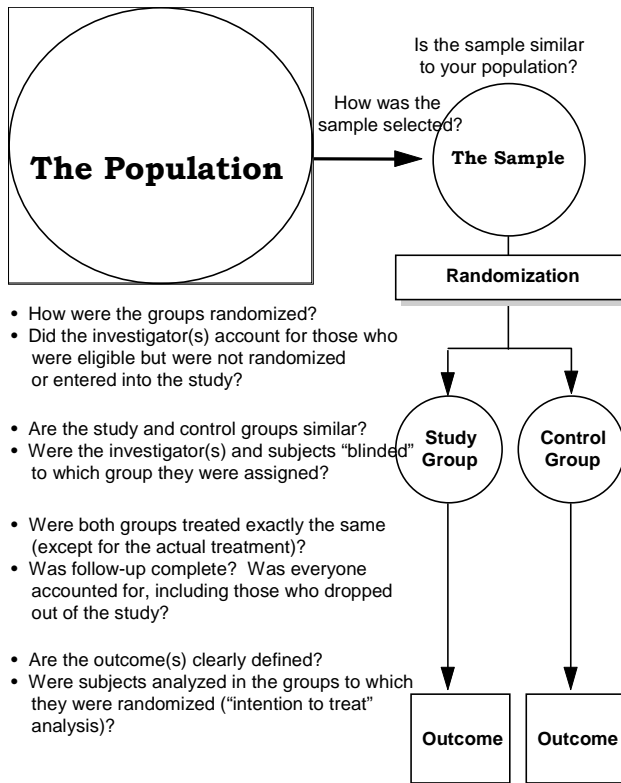 Is the sample similar
to your population?
How was the
sample selected?
The Population
The Sample
Randomization
• How were the groups randomized?
• Did the investigator(s) account for those who
were eligible but were not randomized
or entered into the study?
• Are the study and control groups similar?
• Were the investigator(s) and subjects “blinded”
to which group they were assigned?
Study
Group
Control
Group
• Were both groups treated exactly the same
(except for the actual treatment)?
• Was follow-up complete?  Was everyone
accounted for, including those who dropped
out of the study?
• Are the outcome(s) clearly defined?
• Were subjects analyzed in the groups to which
they were randomized (“intention to treat”
analysis)?
Outcome
Outcome